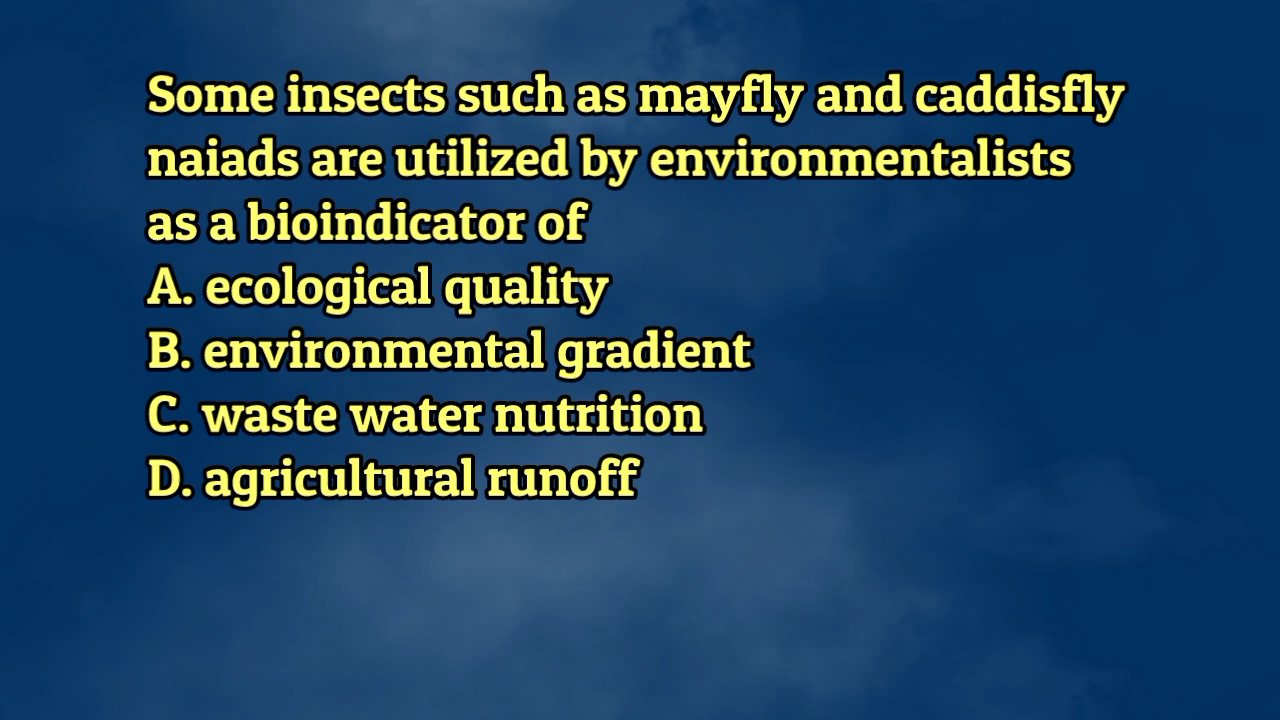 Some insects such as mayfly and caddisfly
naiads are utilized by environmentalists
as a bioindicator of
A. ecological quality
B. environmental gradient
C. waste water nutrition
D. agricultural runoff